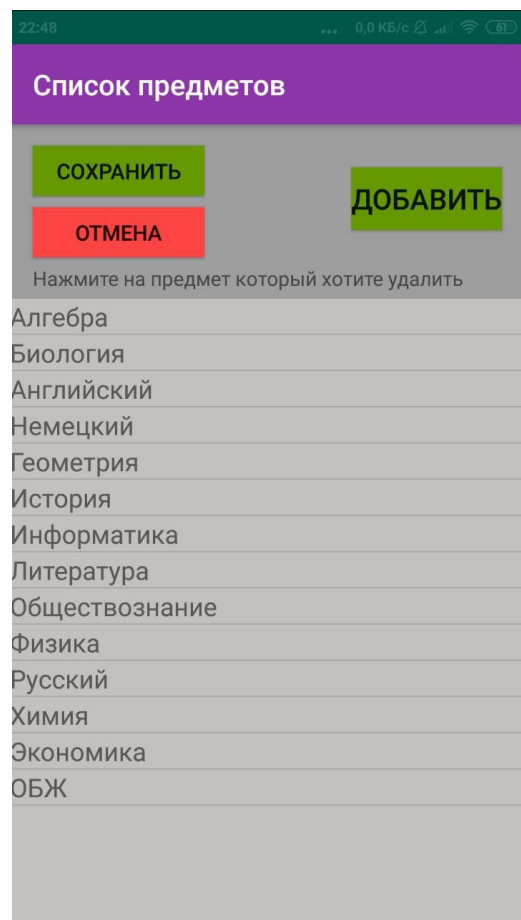 22:48 ... 0,0 КБ/с 61
Список предметов
СОХРАНИТЬ
ДОБАВИТЬ
ОТМЕНА
Нажмите на предмет который хотите удалить
Алгебра
Биология
Английский
Немецкий
Геометрия
История
Информатика
Литература
Обществознание
Физика
Русский
Химия
Экономика
ОБЖ